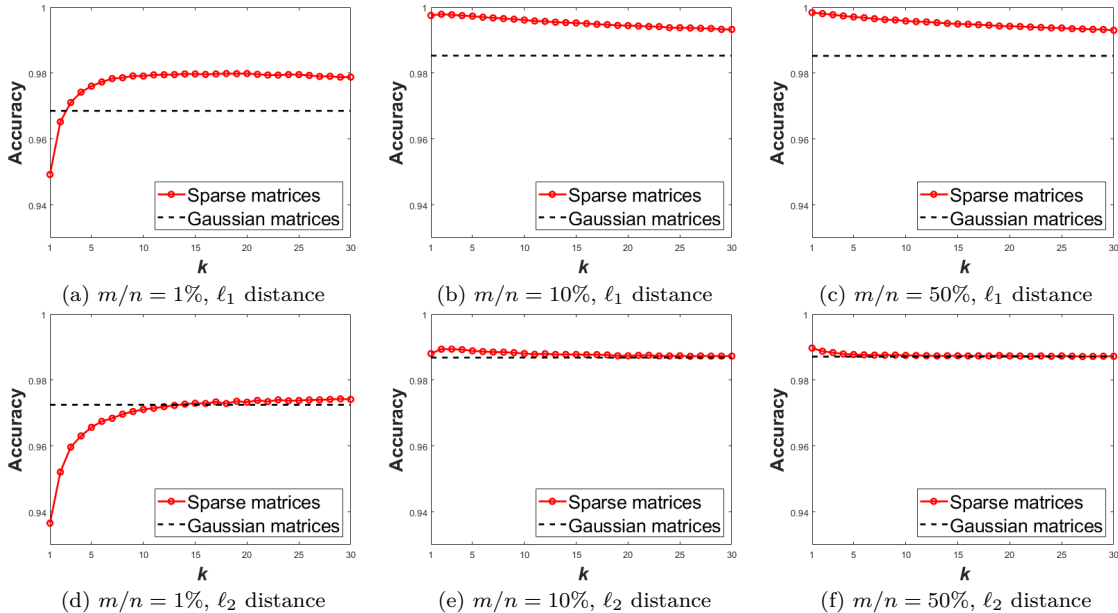 1
0.98
0.96
0.94
Accuracy
Sparse matrices
Gaussian matrices
1 5 10 15 20 25 30
k
(a) m/n = 1%, ℓ₁ distance
1
0.98
0.96
0.94
Accuracy
Sparse matrices
Gaussian matrices
1 5 10 15 20 25 30
k
(b) m/n = 10%, ℓ₁ distance
1
0.98
0.96
0.94
Accuracy
Sparse matrices
Gaussian matrices
1 5 10 15 20 25 30
k
(c) m/n = 50%, ℓ₁ distance
1
0.98
0.96
0.94
Accuracy
Sparse matrices
Gaussian matrices
1 5 10 15 20 25 30
k
(d) m/n = 1%, ℓ₂ distance
1
0.98
0.96
0.94
Accuracy
Sparse matrices
Gaussian matrices
1 5 10 15 20 25 30
k
(e) m/n = 10%, ℓ₂ distance
1
0.98
0.96
0.94
Accuracy
Sparse matrices
Gaussian matrices
1 5 10 15 20 25 30
k
(f) m/n = 50%, ℓ₂ distance